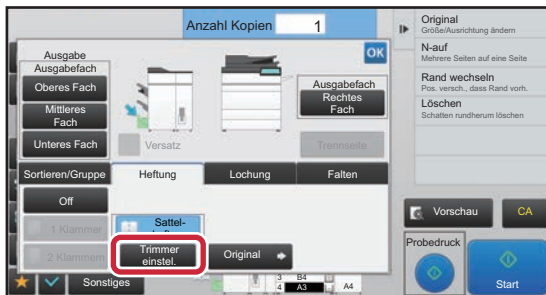 Anzahl Kopien 1
Ausgabe
Ausgabefach
Oberes Fach
Mittleres
Fach
Unteres Fach
Versatz
OK
Ausgabefach
Rechtes
Fach
Trennseite
Sortieren/Gruppe
Heftung
Lochung
Falten
Off
1 Klammer
2 Klammern
Sattel-
Trimmer
einstel.
Original
Sonstiges
3 B4
4 A3
A4
Original
Größe/Ausrichtung ändern
N-auf
Mehrere Seiten auf eine Seite
Rand wechseln
Pos. versch., dass Rand vorh.
Löschen
Schatten rundherum löschen
Vorschau
CA
Probedruck
Start